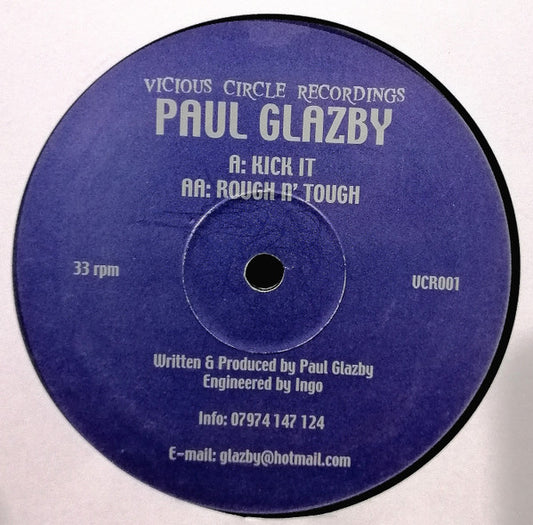 VICIOUS CIRCLE RECORDINGS
PAUL GLAZBY
A: KICK IT
AA: ROUGH N' TOUGH
33 rpm
VCR001
Written & Produced by Paul Glazby
Engineered by Ingo
Info: 07974 147 124
E-mail: glazby@hotmail.com